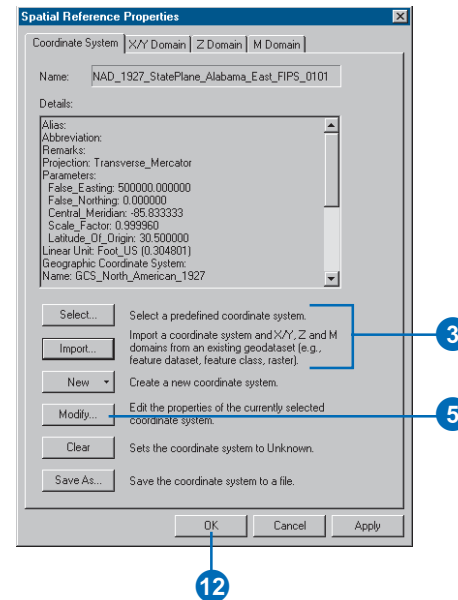 Spatial Reference Properties
Coordinate System X/Y Domain Z Domain M Domain
Name: NAD_1927_StatePlane_Alabama_East_FIPS_0101
Details:
Alias:
Abbreviation:
Remarks:
Projection: Transverse_Mercator
Parameters:
False_Easting: 500000.000000
False_Northing: 0.000000
Central_Meridian: -85.833333
Scale_Factor: 0.999960
Latitude_Of_Origin: 30.500000
Linear Unit: Foot_US (0.304801)
Geographic Coordinate System:
Name: GCS_North_American_1927
Select... Select a predefined coordinate system.
Import... Import a coordinate system and X/Y, Z and M
domains from an existing geodataset (e.g.,
feature dataset, feature class, raster).
3
New Create a new coordinate system.
Modify... Edit the properties of the currently selected
coordinate system.
5
Clear Sets the coordinate system to Unknown.
Save As... Save the coordinate system to a file.
OK Cancel Apply
12